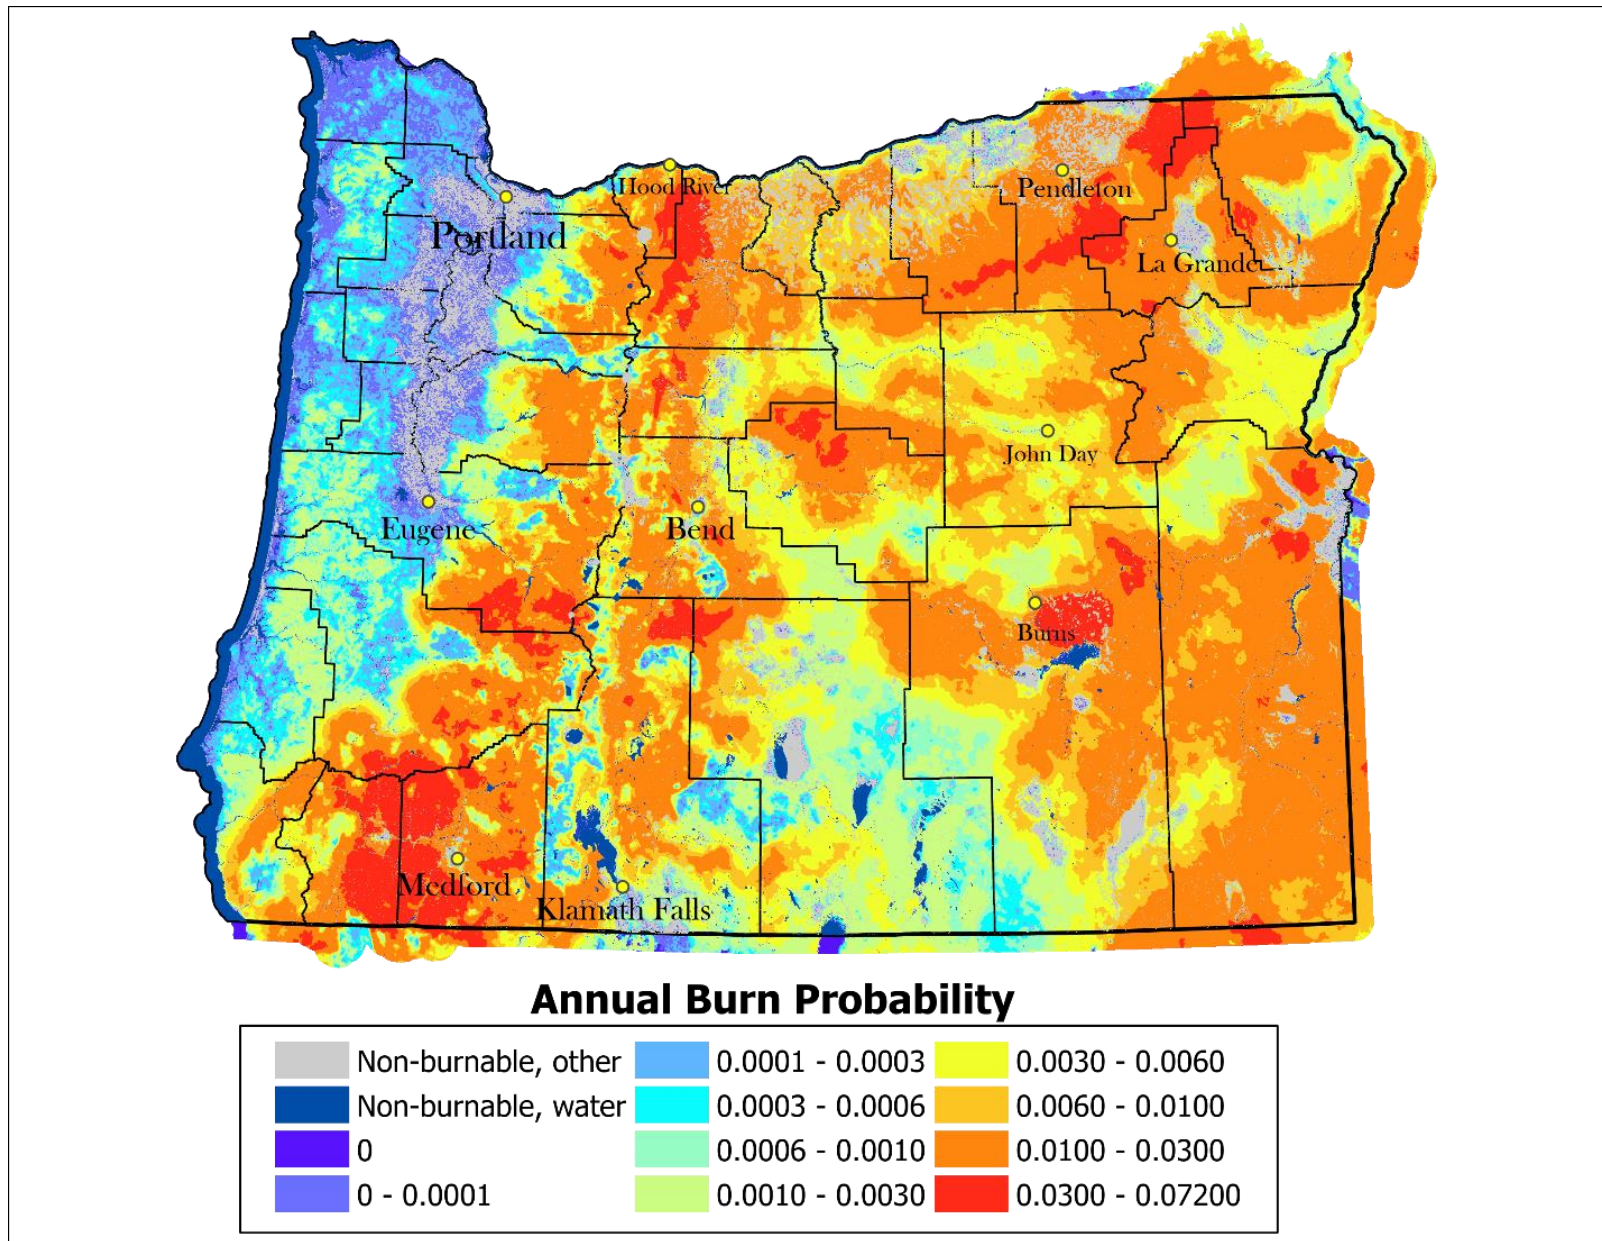 Hood River
Pendleton
Portland
La Grande
John Day
Eugene
Bend
Burns
Medford
Klamath Falls
Annual Burn Probability
Non-burnable, other
Non-burnable, water
0
0 - 0.0001
0.0001 - 0.0003
0.0003 - 0.0006
0.0006 - 0.0010
0.0010 - 0.0030
0.0030 - 0.0060
0.0060 - 0.0100
0.0100 - 0.0300
0.0300 - 0.07200